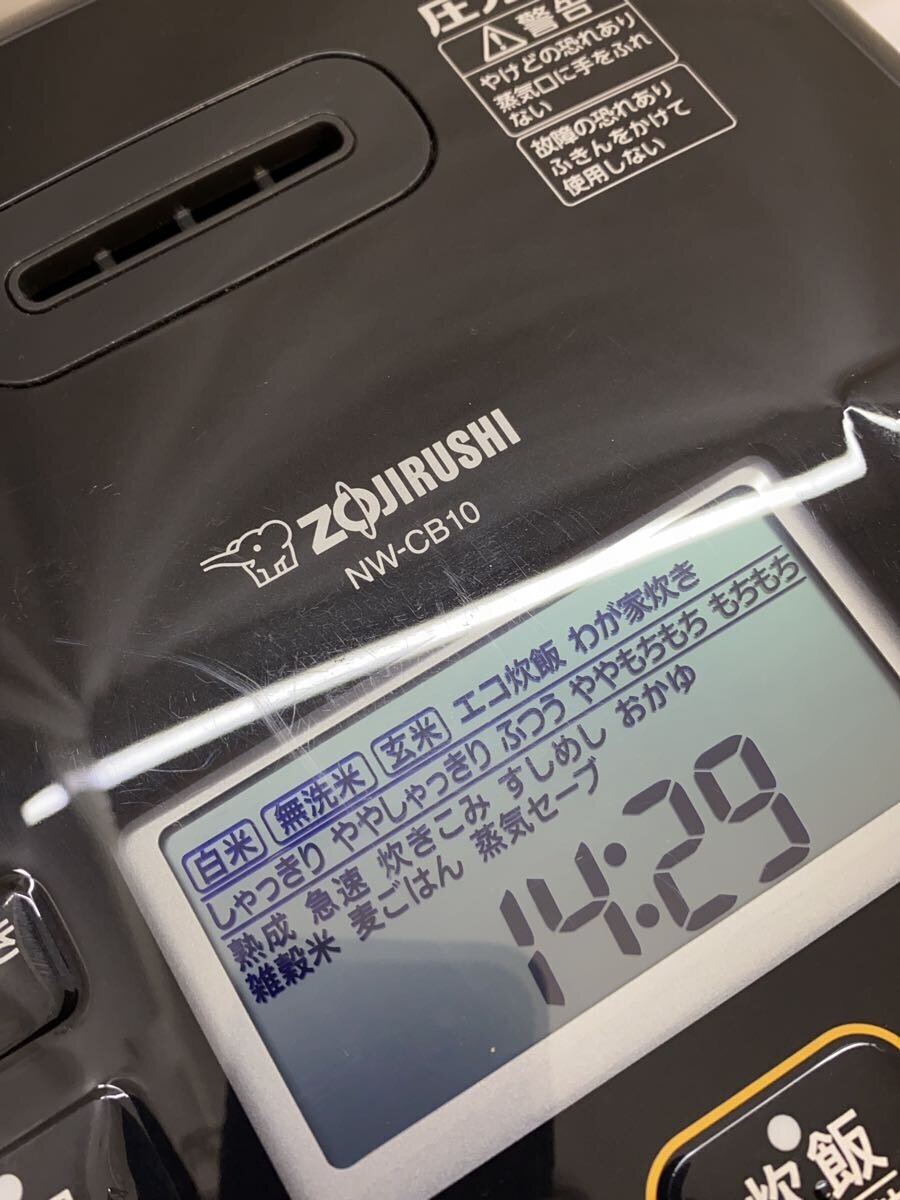 圧力
警告
やけどの恐れあり
蒸気口に手をふれ
ない
故障の恐れあり
ふきんをかけて
使用しない
ZOJIRUSHI
NW-CB10
白米 無洗米 玄米 エコ炊飯 わが家炊き
しゃっきり ややしゃっきり ふつう ややもちもち もちもち
熟成 急速 炊きこみ すしめし おかゆ
雑穀米 麦ごはん 蒸気セーブ
14:29
炊飯